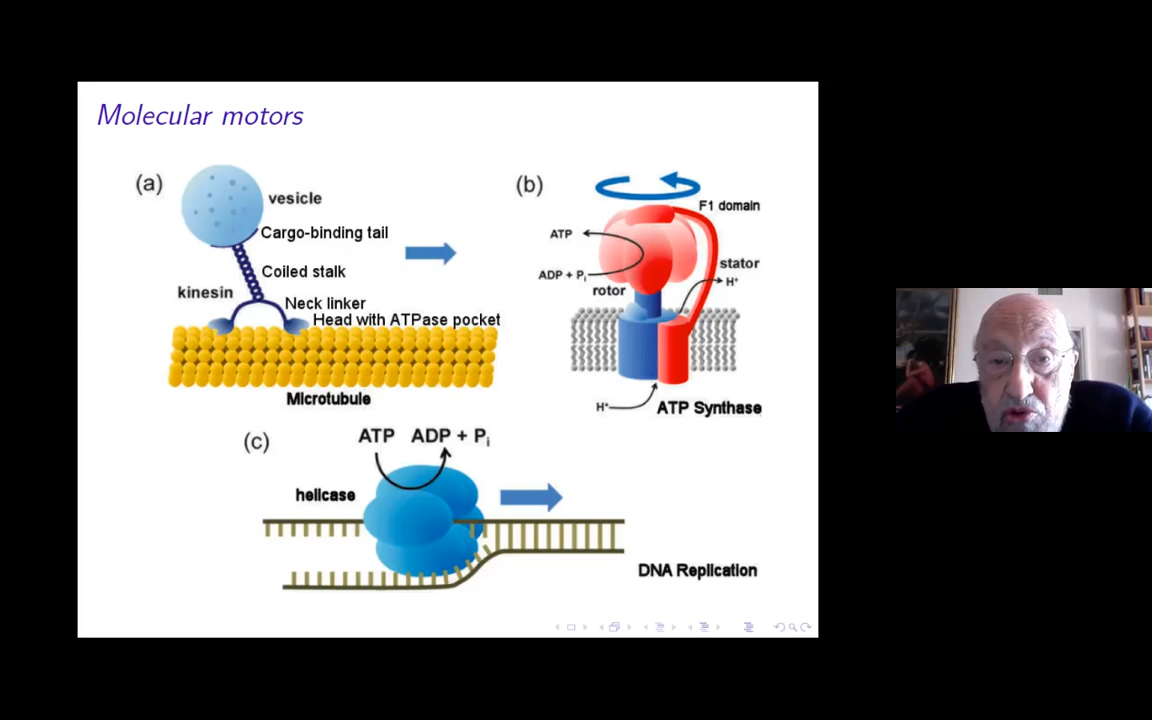 Molecular motors
(a)
vesicle
Cargo-binding tail
Coiled stalk
kinesin
Neck linker
Head with ATPase pocket
Microtubule
(b)
F1 domain
ATP
ADP + Pi
stator
H+
rotor
H+
ATP Synthase
(c)
ATP ADP + Pi
helicase
DNA Replication